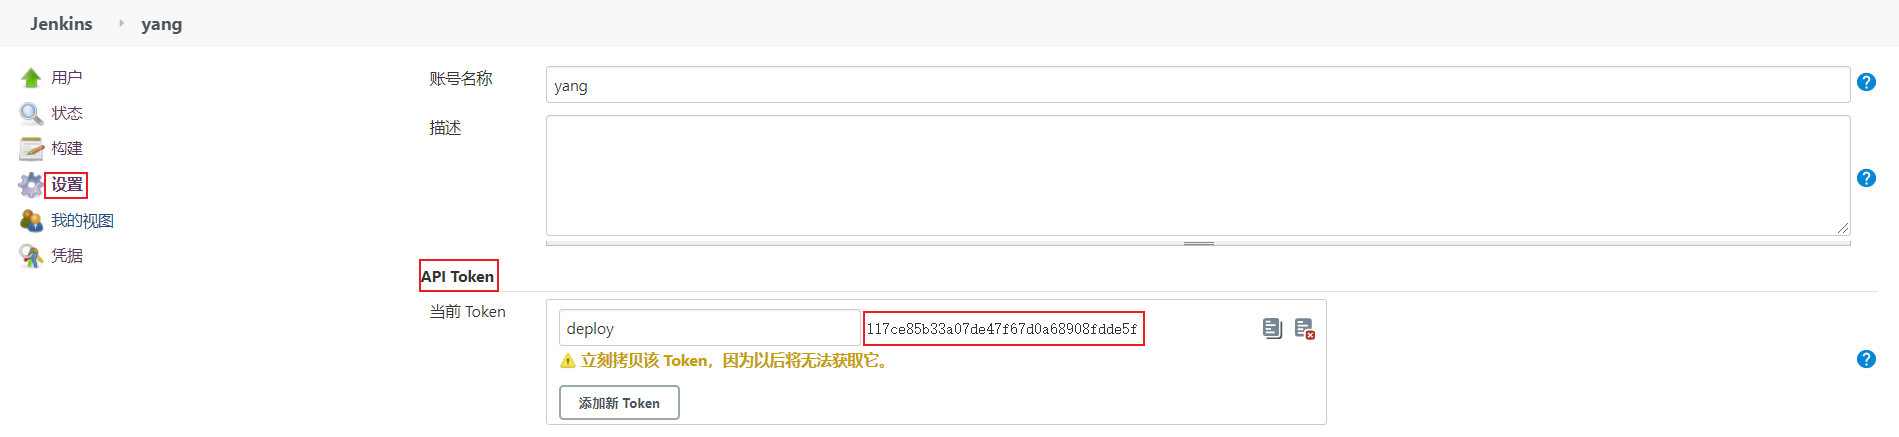 Jenkins yang
用户
状态
构建
设置
我的视图
凭据
账号名称
yang
描述
API Token
当前 Token
deploy
117ce85b33a07de47f67d0a68908fdde5f
立刻拷贝该 Token，因为以后将无法获取它。
添加新 Token